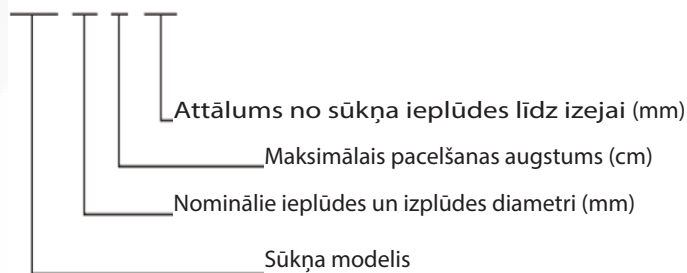 Attālums no sūkņa ieplūdes līdz izejai (mm)
Maksimālais pacelšanas augstums (cm)
Nominālie ieplūdes un izplūdes diametri (mm)
Sūkņa modelis